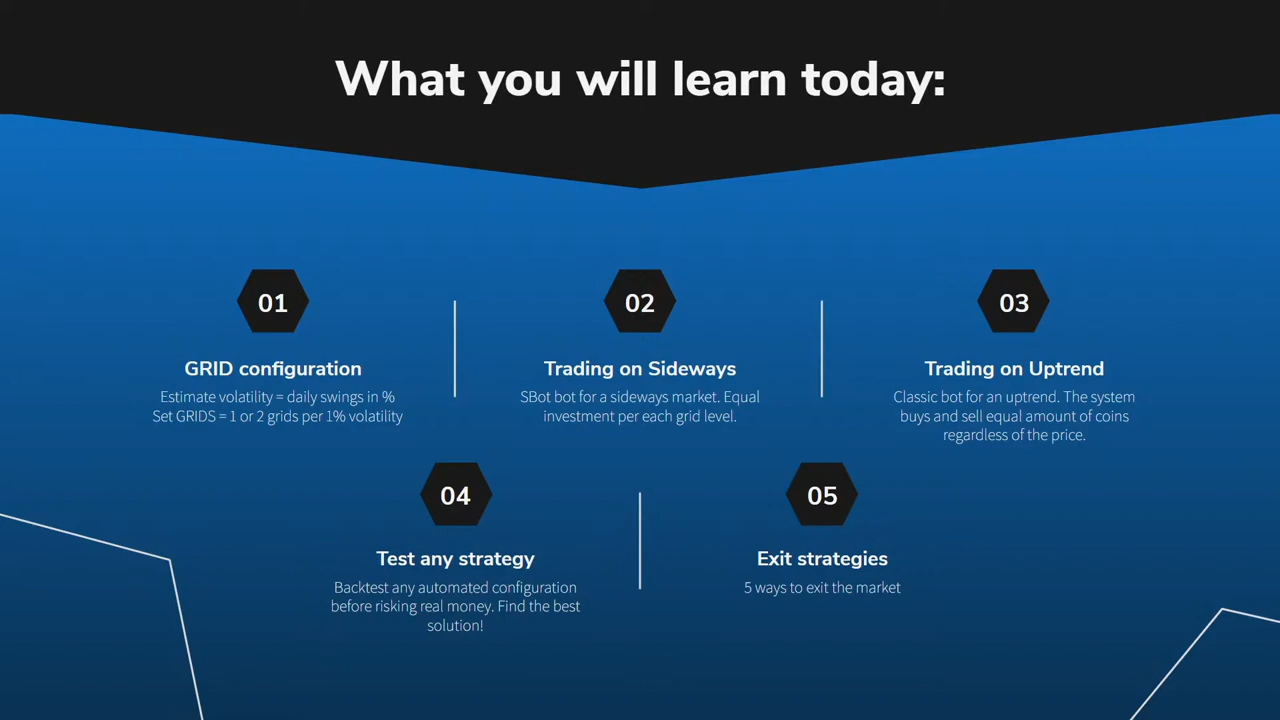 What you will learn today:
01
GRID configuration
Estimate volatility = daily swings in %
Set GRIDS = 1 or 2 grids per 1% volatility
02
Trading on Sideways
SBot bot for a sideways market. Equal
investment per each grid level.
03
Trading on Uptrend
Classic bot for an uptrend. The system
buys and sell equal amount of coins
regardless of the price.
04
Test any strategy
Backtest any automated configuration
before risking real money. Find the best
solution!
05
Exit strategies
5 ways to exit the market